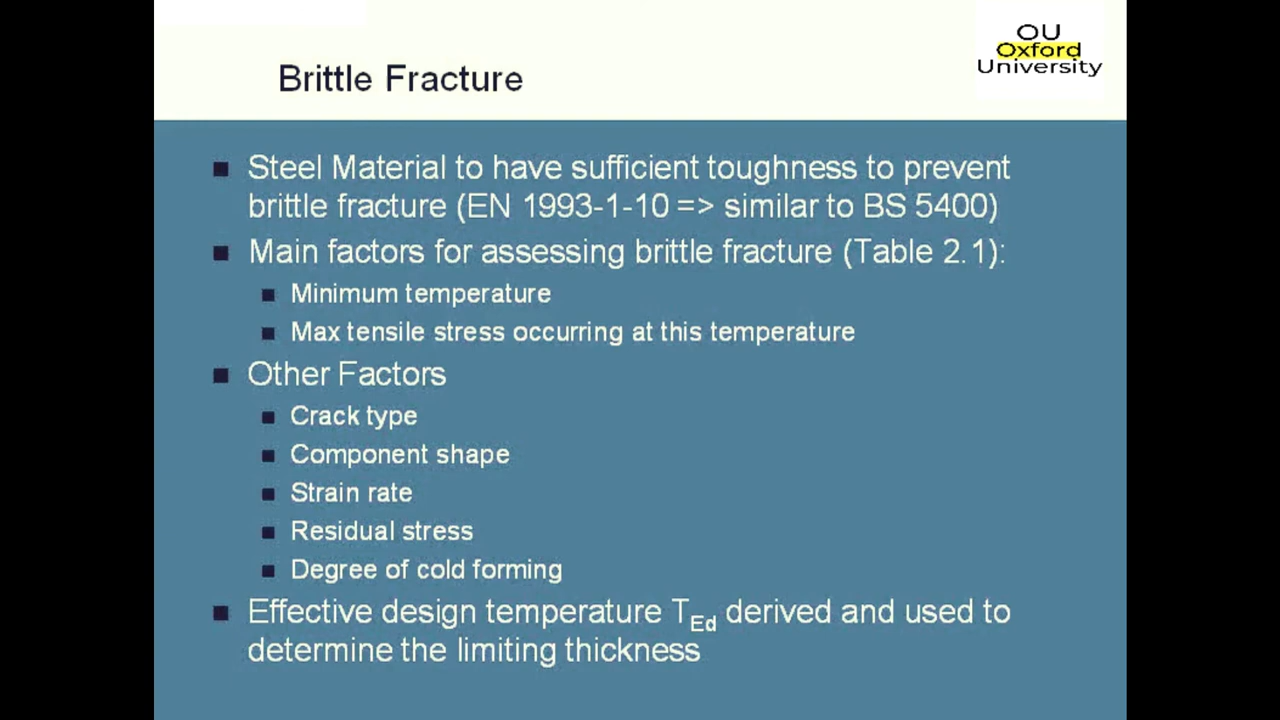 OU
Oxford
University
Brittle Fracture
Steel Material to have sufficient toughness to prevent
brittle fracture (EN 1993-1-10 => similar to BS 5400)
Main factors for assessing brittle fracture (Table 2.1):
Minimum temperature
Max tensile stress occurring at this temperature
Other Factors
Crack type
Component shape
Strain rate
Residual stress
Degree of cold forming
Effective design temperature TEd derived and used to
determine the limiting thickness